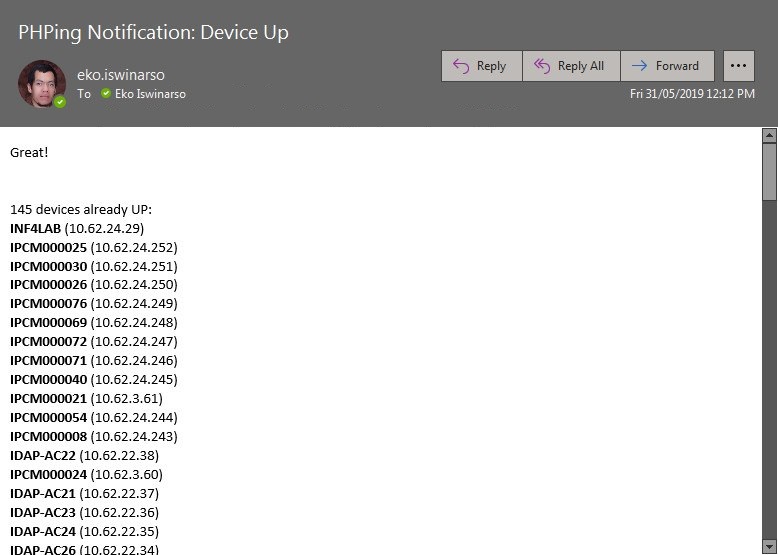 PHPing Notification: Device Up
eko.iswinarso
To Eko Iswinarso
Reply
Reply All
Forward
Fri 31/05/2019 12:12 PM
Great!
145 devices already UP:
INF4LAB (10.62.24.29)
IPCM000025 (10.62.24.252)
IPCM000030 (10.62.24.251)
IPCM000026 (10.62.24.250)
IPCM000076 (10.62.24.249)
IPCM000069 (10.62.24.248)
IPCM000072 (10.62.24.247)
IPCM000071 (10.62.24.246)
IPCM000040 (10.62.24.245)
IPCM000021 (10.62.3.61)
IPCM000054 (10.62.24.244)
IPCM000008 (10.62.24.243)
IDAP-AC22 (10.62.22.38)
IPCM000024 (10.62.3.60)
IDAP-AC21 (10.62.22.37)
IDAP-AC23 (10.62.22.36)
IDAP-AC24 (10.62.22.35)
IDAP-AC26 (10.62.22.34)